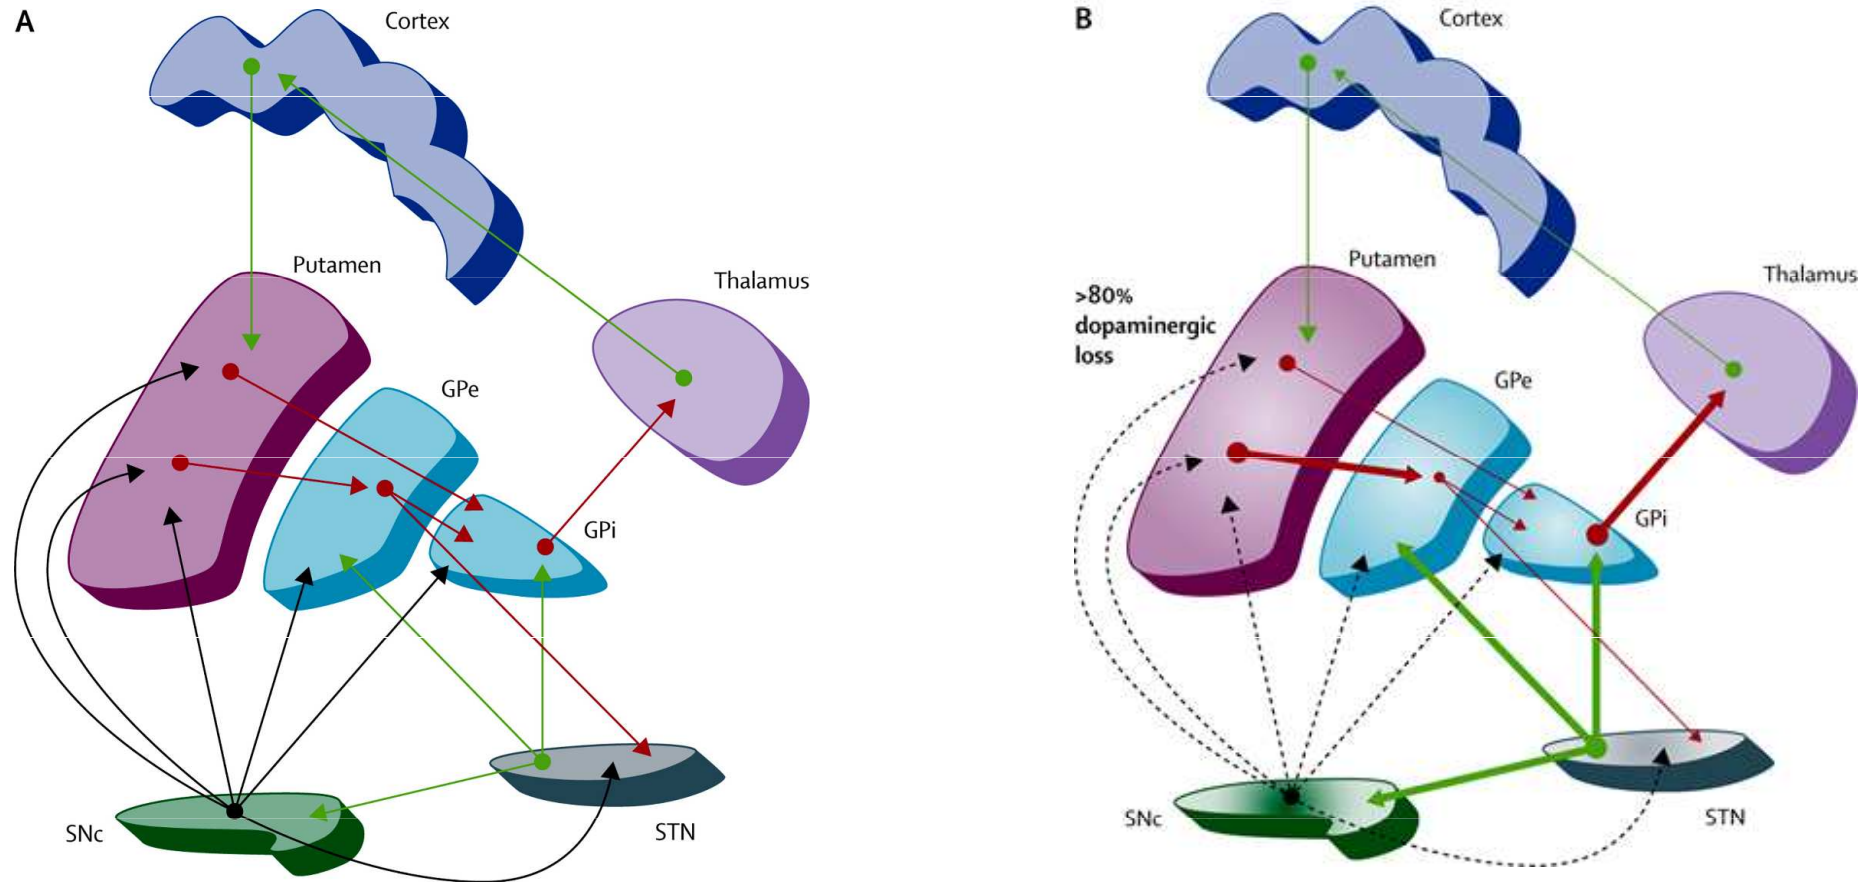 A
Cortex
Putamen
Thalamus
GPe
GPi
SNc
STN
B
Cortex
Putamen
Thalamus
>80%
dopaminergic
loss
GPe
GPi
SNc
STN